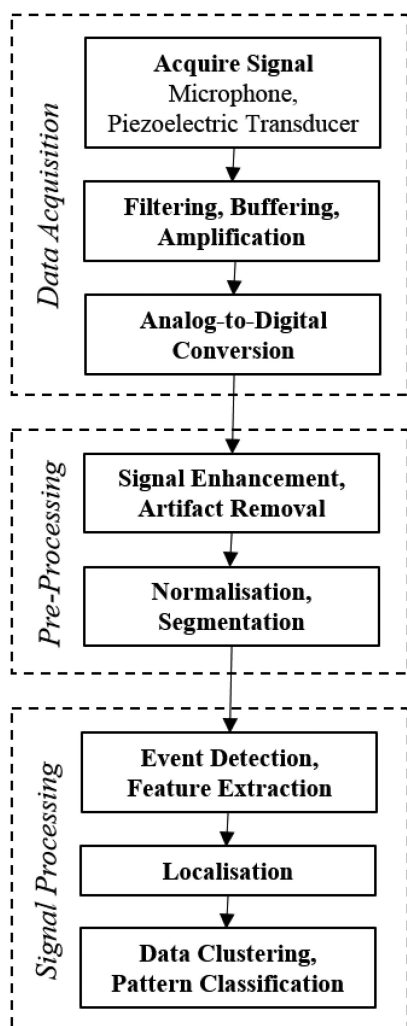 Data Acquisition
Acquire Signal
Microphone,
Piezoelectric Transducer
Filtering, Buffering,
Amplification
Analog-to-Digital
Conversion
Pre-Processing
Signal Enhancement,
Artifact Removal
Normalisation,
Segmentation
Signal Processing
Event Detection,
Feature Extraction
Localisation
Data Clustering,
Pattern Classification